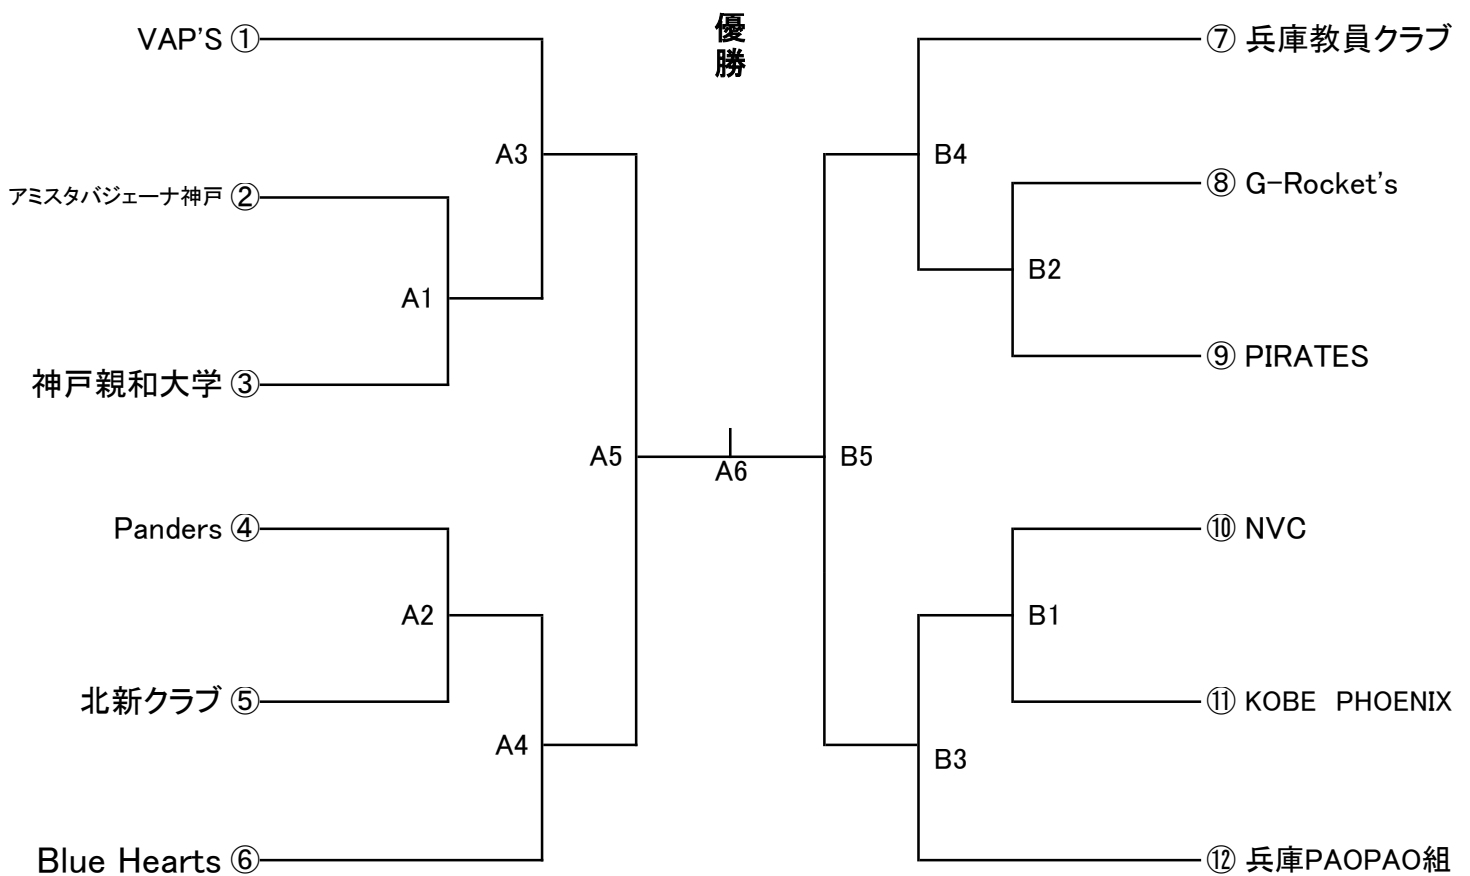 優勝
VAP'S ①
A3
アミスタバジェーナ神戸 ②
A1
神戸親和大学 ③
A5
Panders ④
A2
北新クラブ ⑤
A4
Blue Hearts ⑥
A6
⑦ 兵庫教員クラブ
B4
⑧ G-Rocket's
B2
⑨ PIRATES
B5
⑩ NVC
B1
⑪ KOBE　PHOENIX
B3
⑫ 兵庫PAOPAO組